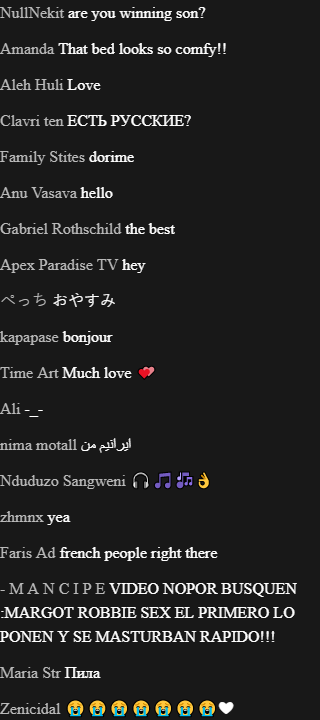 NullNekit are you winning son?
Amanda That bed looks so comfy!!
Aleh Huli Love
Clavri ten ЕСТЬ РУССКИЕ?
Family Stites dorime
Anu Vasava hello
Gabriel Rothschild the best
Apex Paradise TV hey
ぺっち おやすみ
kapapase bonjour
Time Art Much love 💕
Ali -_-
nima motall ایرانیم من
Nduduzo Sangweni 🎧 🎵 🎶 👌
zhmnx yea
Faris Ad french people right there
- M A N C I P E VIDEO NOPOR BUSQUEN
:MARGOT ROBBIE SEX EL PRIMERO LO
PONEN Y SE MASTURBAN RAPIDO!!!
Maria Str Пила
Zenicidal 😭😭😭😭😭😭😭🤍